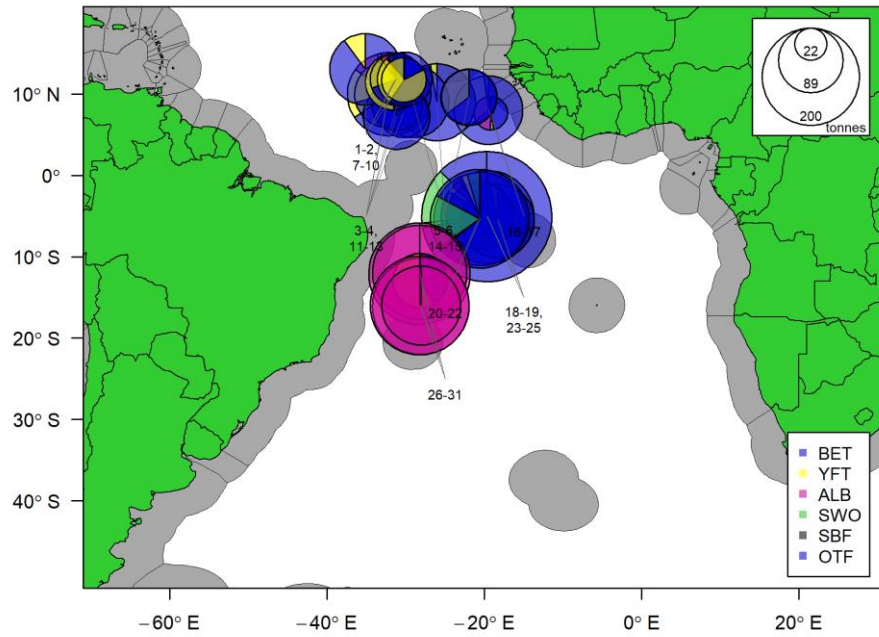 22
89
200
tonnes
10° N
0°
10° S
20° S
30° S
40° S
1-2,
7-10
3-4,
11-13
5-6
14-15
16-17
18-19,
23-25
20-22
26-31
BET
YFT
ALB
SWO
SBF
OTF
−60° E
−40° E
−20° E
0° E
20° E